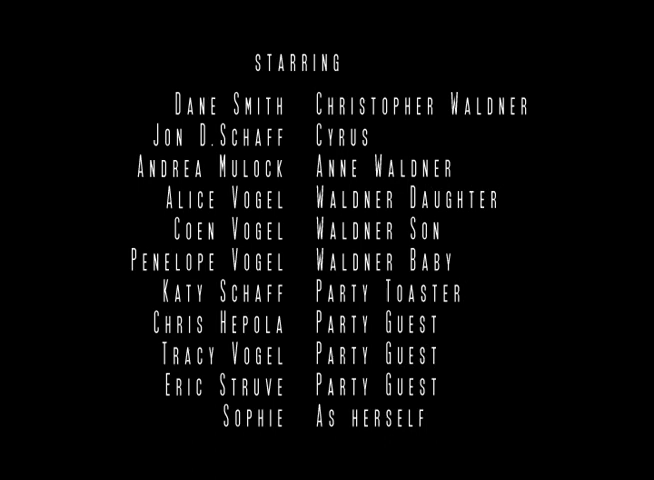 STARRING
DANE SMITH CHRISTOPHER WALDNER
JON D.SCHAFF CYRUS
ANDREA MULOCK ANNE WALDNER
ALICE VOGEL WALDNER DAUGHTER
COEN VOGEL WALDNER SON
PENELOPE VOGEL WALDNER BABY
KATY SCHAFF PARTY TOASTER
CHRIS HEPOLA PARTY GUEST
TRACY VOGEL PARTY GUEST
ERIC STRUVE PARTY GUEST
SOPHIE AS HERSELF